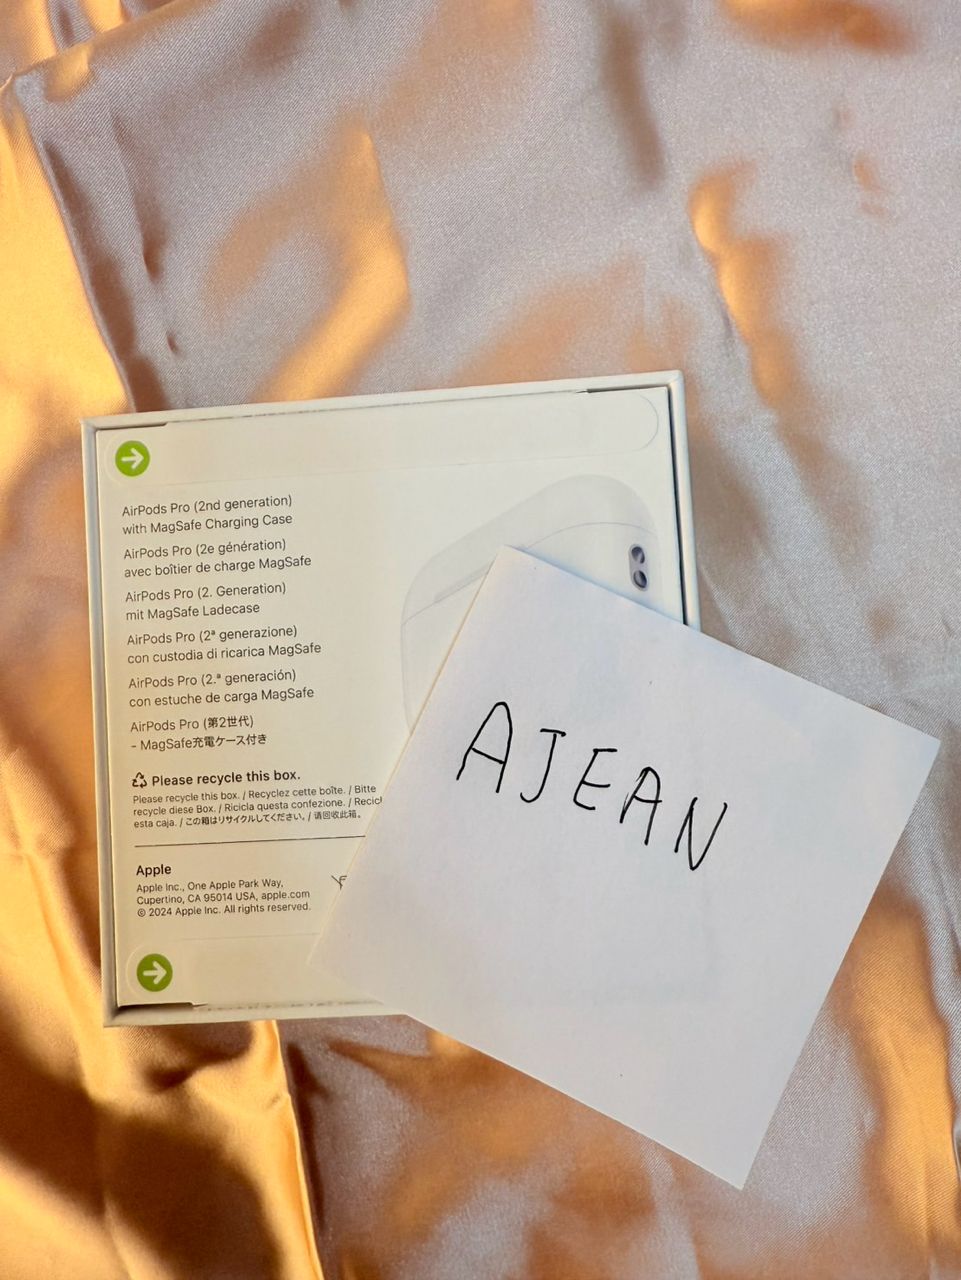 AirPods Pro (2nd generation)
with MagSafe Charging Case
AirPods Pro (2e génération)
avec boîtier de charge MagSafe
AirPods Pro (2. Generation)
mit MagSafe Ladecase
AirPods Pro (2ª generazione)
con custodia di ricarica MagSafe
AirPods Pro (2.ª generación)
con estuche de carga MagSafe
AirPods Pro (第2世代)
- MagSafe充電ケース付き
Please recycle this box.
Please recycle this box. / Recyclez cette boîte. / Bitte
recycle diese Box. / Ricicla questa confezione. /
esta caja. / この箱はリサイクルしてください。/ 请回收此箱。
Apple
Apple Inc., One Apple Park Way,
Cupertino, CA 95014 USA, apple.com
© 2024 Apple Inc. All rights reserved.
AJEAN